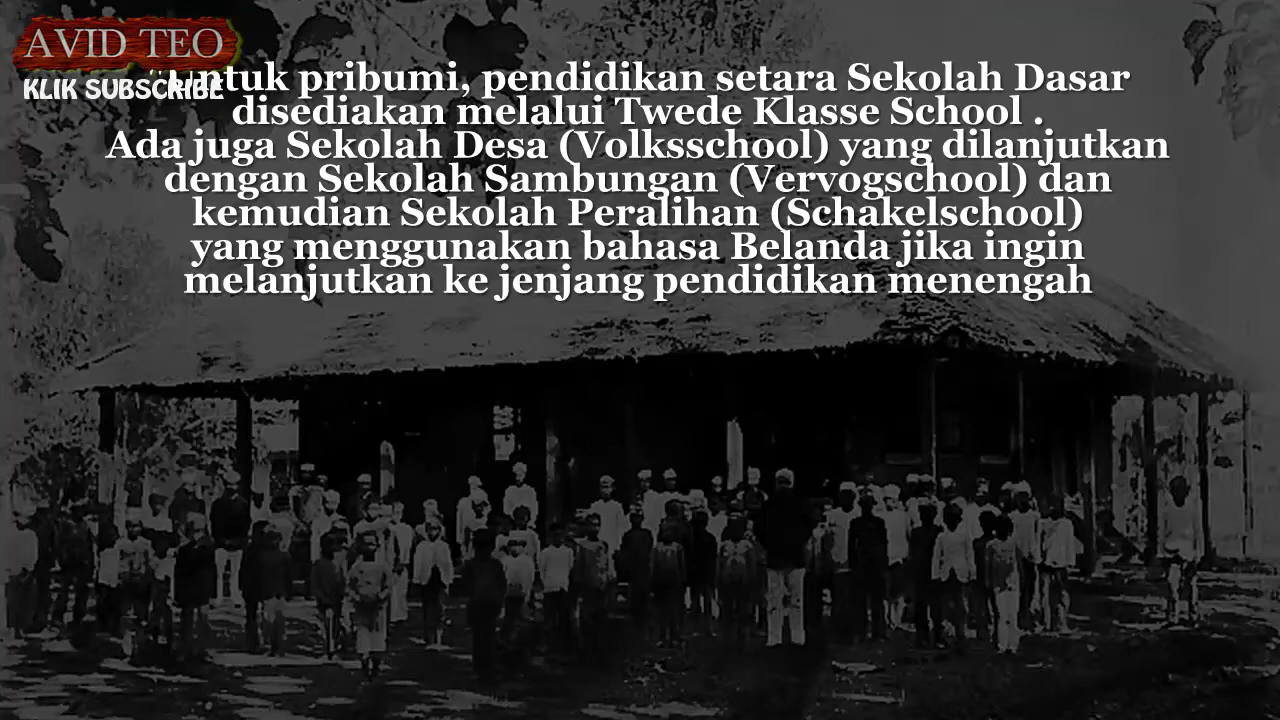 AVID TEO
KLIK SUBSCRIBE
"Untuk pribumi, pendidikan setara Sekolah Dasar
disediakan melalui Twede Klasse School .
Ada juga Sekolah Desa (Volksschool) yang dilanjutkan
dengan Sekolah Sambungan (Vervogschool) dan
kemudian Sekolah Peralihan (Schakelschool)
yang menggunakan bahasa Belanda jika ingin
melanjutkan ke jenjang pendidikan menengah